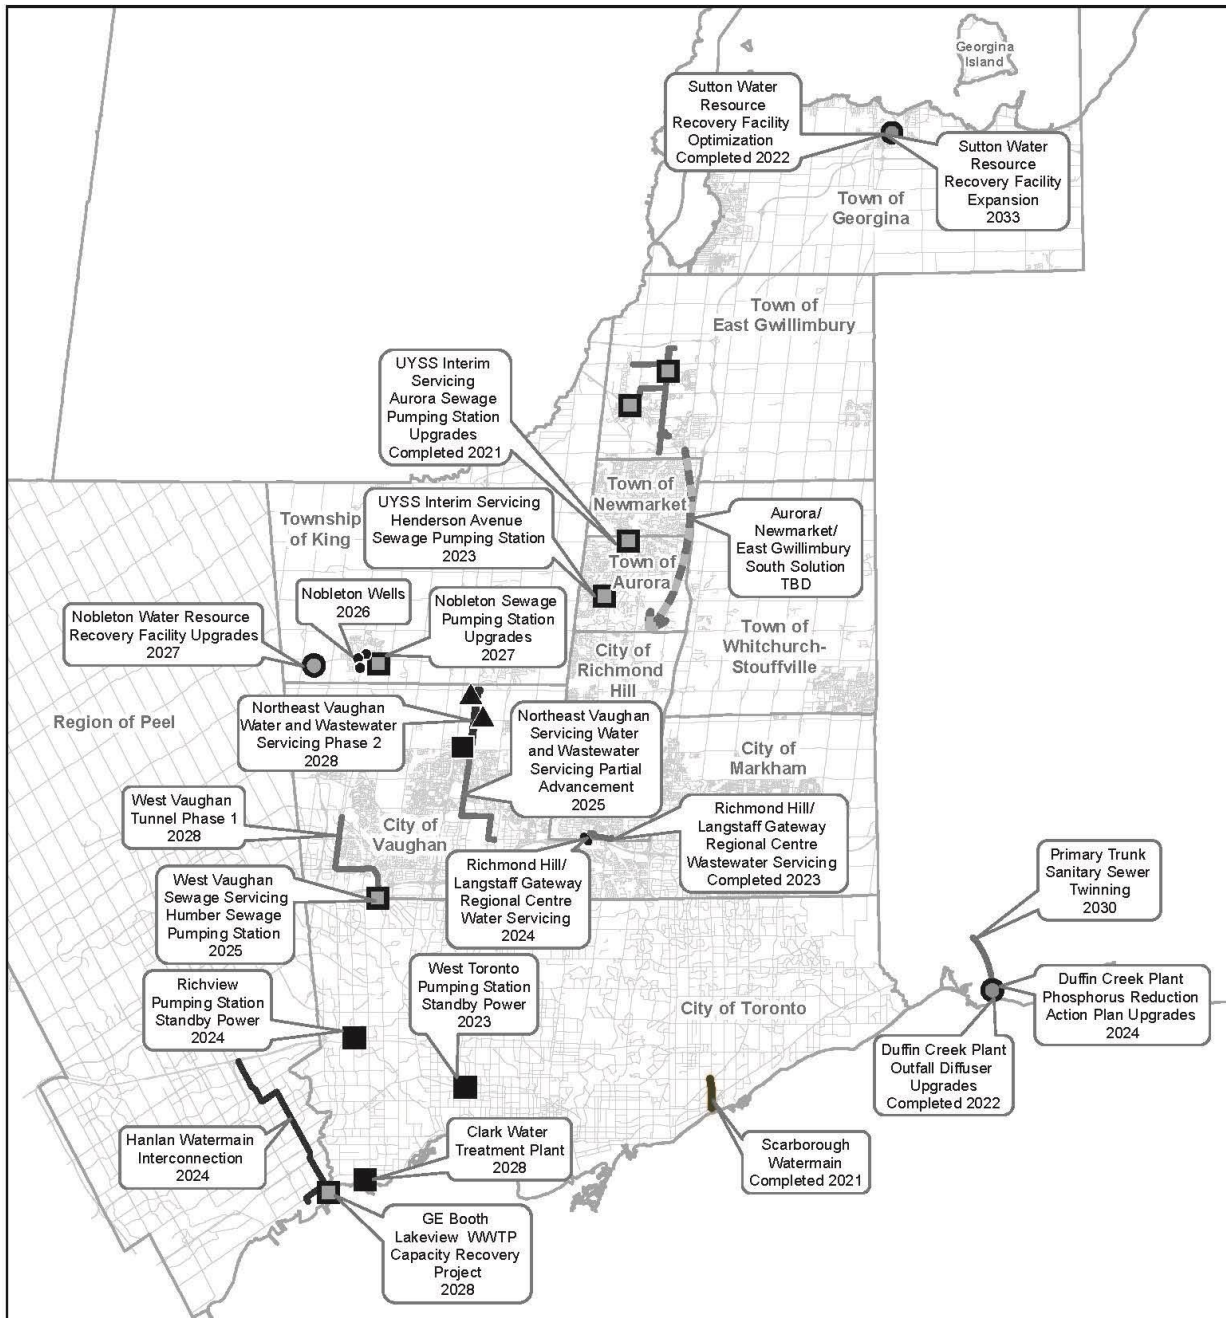 Georgina
Island
Sutton Water
Resource
Recovery Facility
Optimization
Completed 2022
Sutton Water
Resource
Recovery Facility
Expansion
2033
Town of
Georgina
Town of
East Gwillimbury
UYSS Interim
Servicing
Aurora Sewage
Pumping Station
Upgrades
Completed 2021
Town of
Newmarket
UYSS Interim Servicing
Henderson Avenue
Sewage Pumping Station
2023
Township
of King
Aurora/
Newmarket/
East Gwillimbury
South Solution
TBD
Town of
Aurora
Nobleton Wells
2026
Nobleton Sewage
Pumping Station
Upgrades
2027
Nobleton Water Resource
Recovery Facility Upgrades
2027
Town of
Whitchurch-
Stouffville
City of
Richmond
Hill
Region of Peel
Northeast Vaughan
Water and Wastewater
Servicing Phase 2
2028
Northeast Vaughan
Servicing Water
and Wastewater
Servicing Partial
Advancement
2025
City of
Markham
West Vaughan
Tunnel Phase 1
2028
City of
Vaughan
Richmond Hill/
Langstaff Gateway
Regional Centre
Wastewater Servicing
Completed 2023
Richmond Hill/
Langstaff Gateway
Regional Centre
Water Servicing
2024
Primary Trunk
Sanitary Sewer
Twinning
2030
West Vaughan
Sewage Servicing
Humber Sewage
Pumping Station
2025
West Toronto
Pumping Station
Standby Power
2023
City of Toronto
Duffin Creek Plant
Phosphorus Reduction
Action Plan Upgrades
2024
Richview
Pumping Station
Standby Power
2024
Duffin Creek Plant
Outfall Diffuser
Upgrades
Completed 2022
Hanlan Watermain
Interconnection
2024
Clark Water
Treatment Plant
2028
Scarborough
Watermain
Completed 2021
GE Booth
Lakeview WWTP
Capacity Recovery
Project
2028